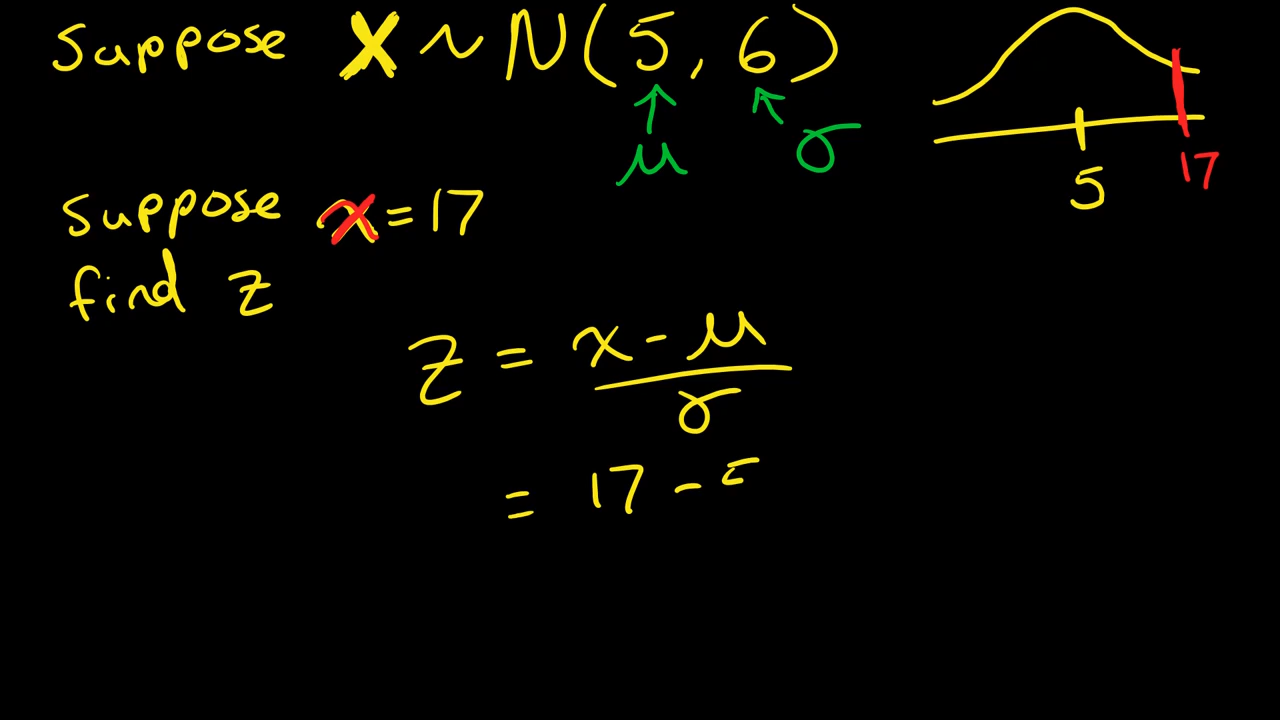 Suppose X ~ N(5, 6)
μ
σ
5
17
suppose x = 17
find z
z = x - μ
σ
= 17 -